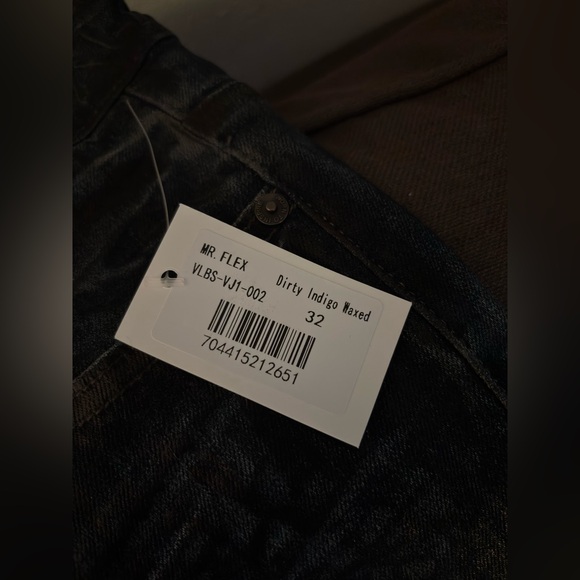 MR. FLEX
VLBS-VJ1-002 Dirty Indigo Waxed
32
704415212651